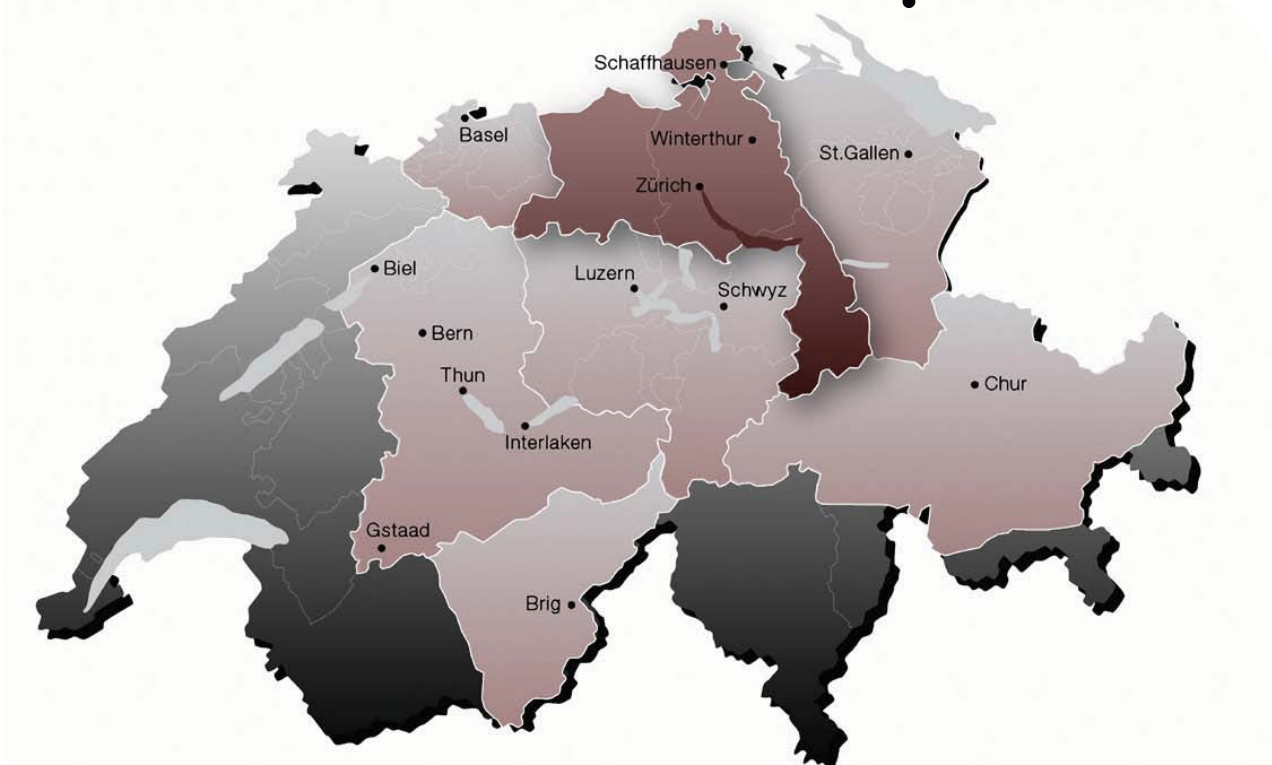 Schaffhausen
Basel
Winterthur
St.Gallen
Zürich
Biel
Luzern
Schwyz
Bern
Thun
Chur
Interlaken
Gstaad
Brig